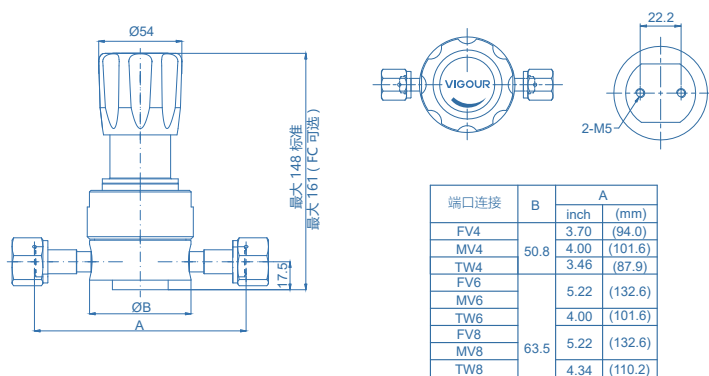 Ø54
最大 148 标准
最大 161 ( FC 可选 )
17.5
ØB
A
VIGOUR
22.2
2-M5
端口连接 B A
inch (mm)
FV4 50.8 3.70 (94.0)
MV4 4.00 (101.6)
TW4 3.46 (87.9)
FV6 63.5 5.22 (132.6)
MV6
TW6 4.00 (101.6)
FV8 5.22 (132.6)
MV8
TW8 4.34 (110.2)